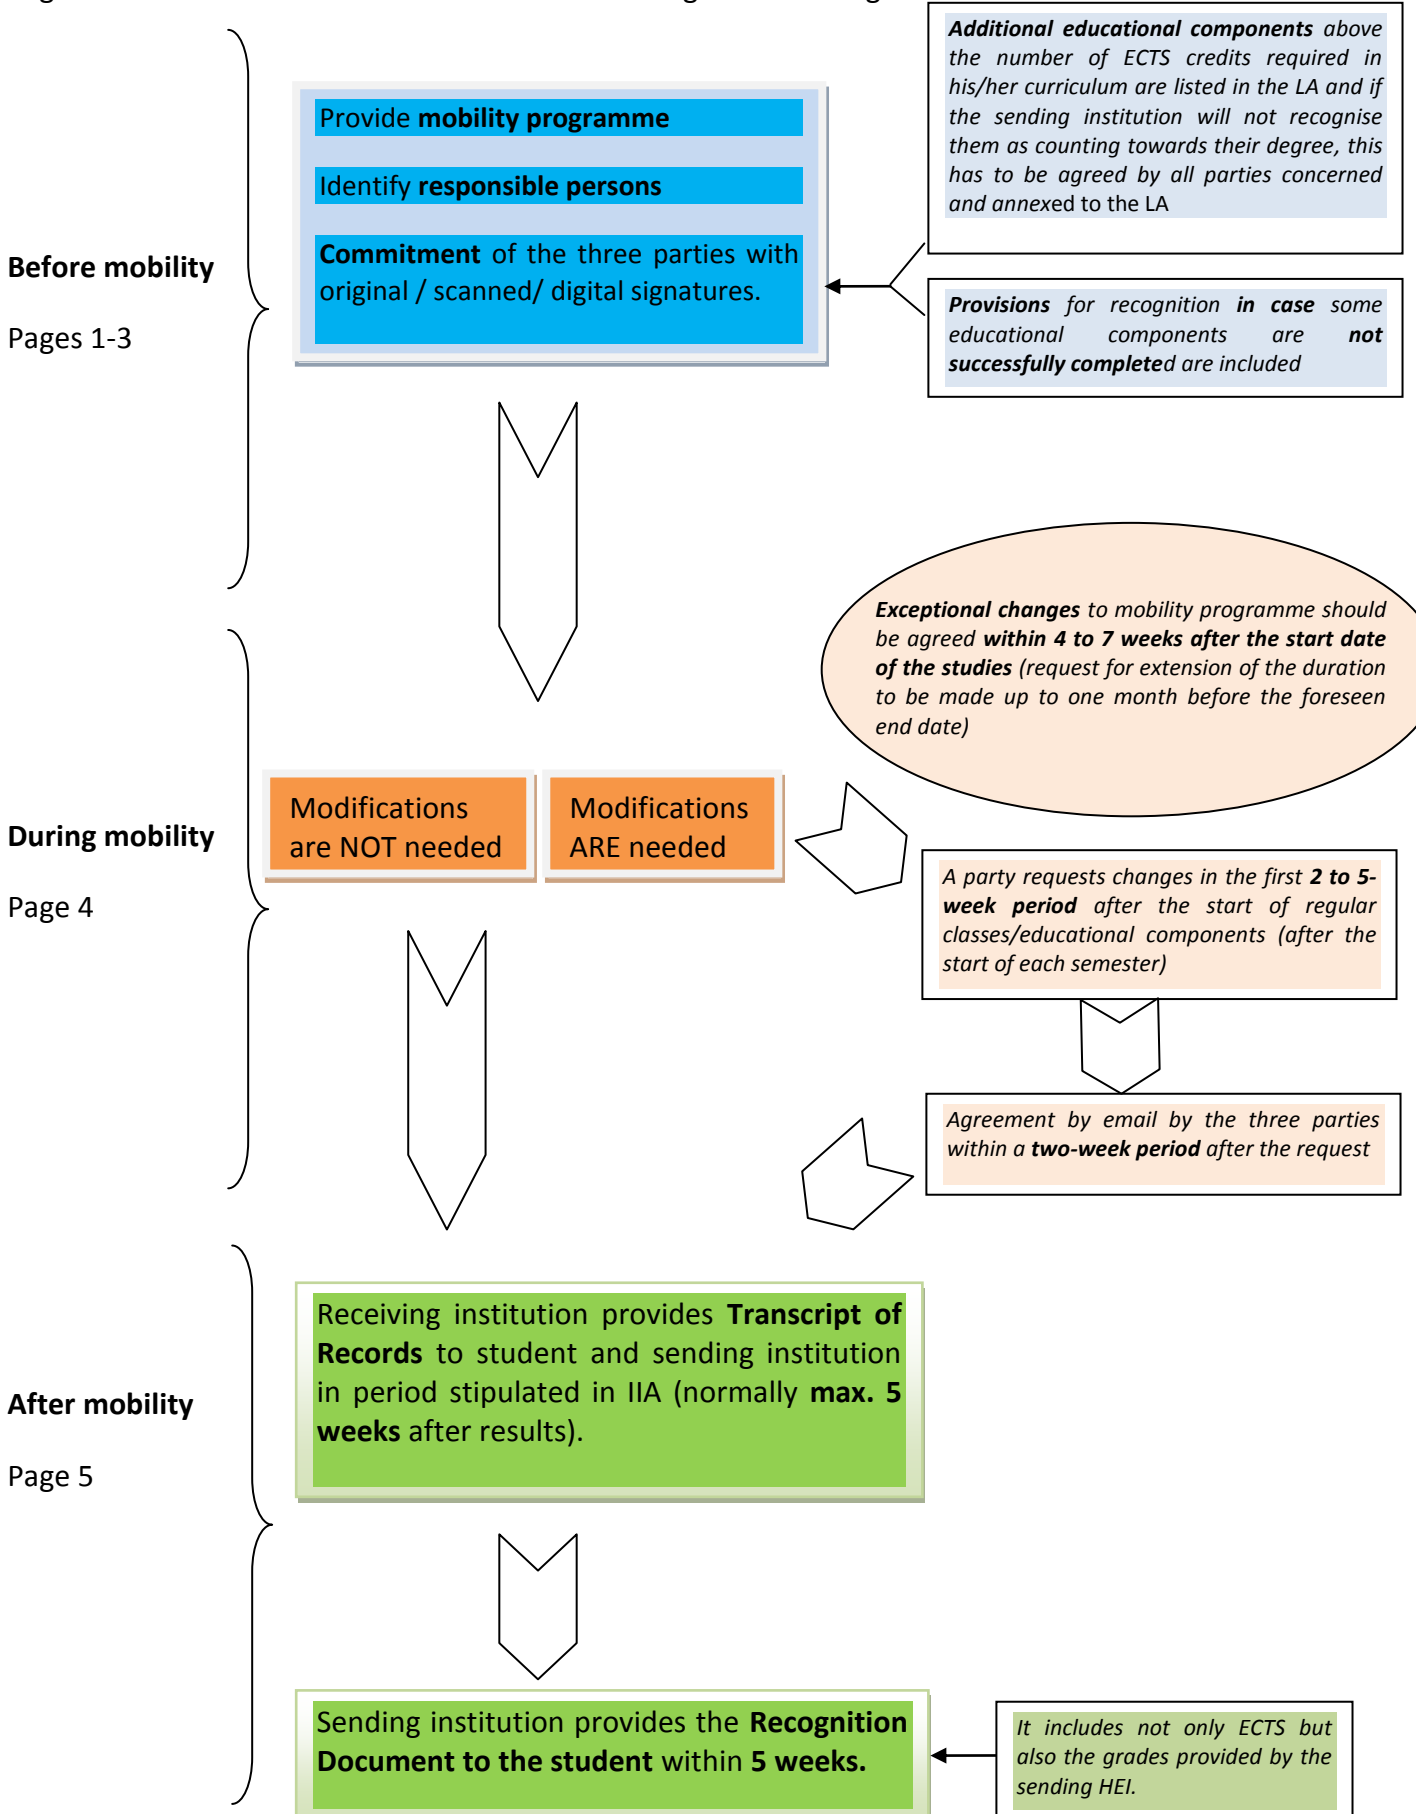 Additional educational components above
the number of ECTS credits required in
his/her curriculum are listed in the LA and if
the sending institution will not recognise
them as counting towards their degree, this
has to be agreed by all parties concerned
and annexed to the LA
Provide mobility programme
Identify responsible persons
Commitment of the three parties with
original / scanned/ digital signatures.
Before mobility
Pages 1-3
Provisions for recognition in case some
educational components are not
successfully completed are included
Exceptional changes to mobility programme should
be agreed within 4 to 7 weeks after the start date
of the studies (request for extension of the duration
to be made up to one month before the foreseen
end date)
During mobility
Page 4
Modifications
are NOT needed
Modifications
ARE needed
A party requests changes in the first 2 to 5-
week period after the start of regular
classes/educational components (after the
start of each semester)
Agreement by email by the three parties
within a two-week period after the request
After mobility
Page 5
Receiving institution provides Transcript of
Records to student and sending institution
in period stipulated in IIA (normally max. 5
weeks after results).
Sending institution provides the Recognition
Document to the student within 5 weeks.
It includes not only ECTS but
also the grades provided by the
sending HEI.